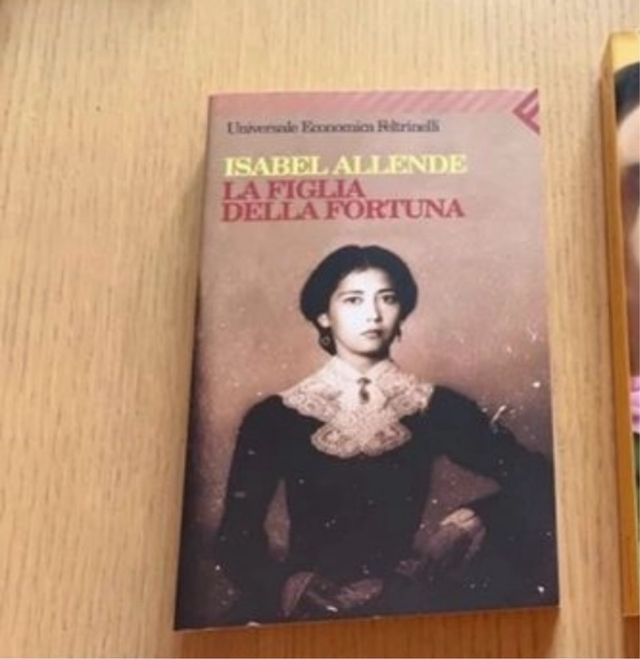 Universale Economica Feltrinelli
ISABEL ALLENDE
LA FIGLIA
DELLA FORTUNA